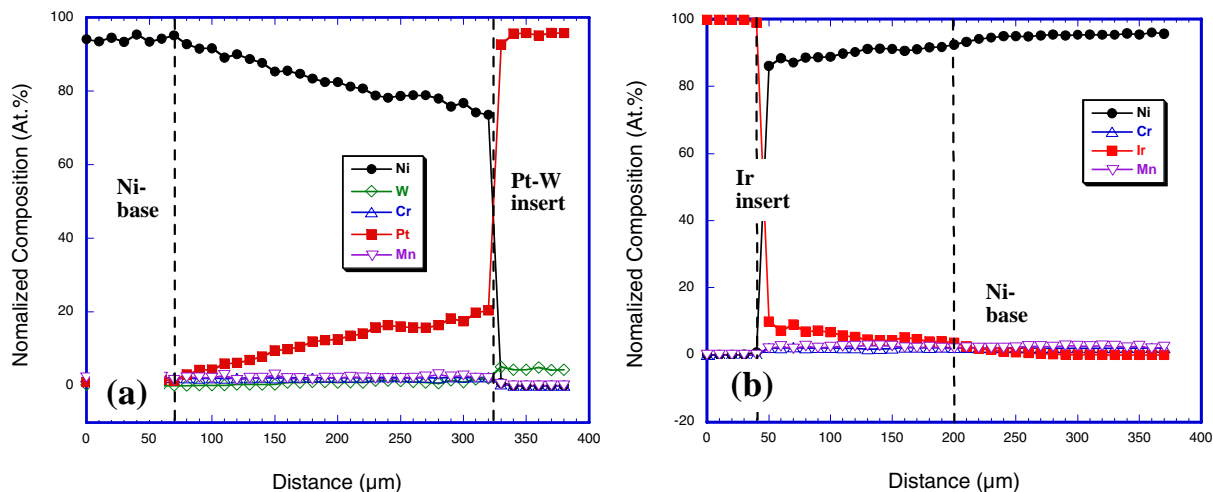 100
80
60
40
20
0
Normalized Composition (At.%)
Ni-
base
Ni
W
Cr
Pt
Mn
Pt-W
insert
(a)
0 50 100 150 200 250 300 350 400
Distance (µm)
100
80
60
40
20
0
-20
Normalized Composition (At.%)
Ir
insert
Ni
Cr
Ir
Mn
Ni-
base
(b)
0 50 100 150 200 250 300 350 400
Distance (µm)